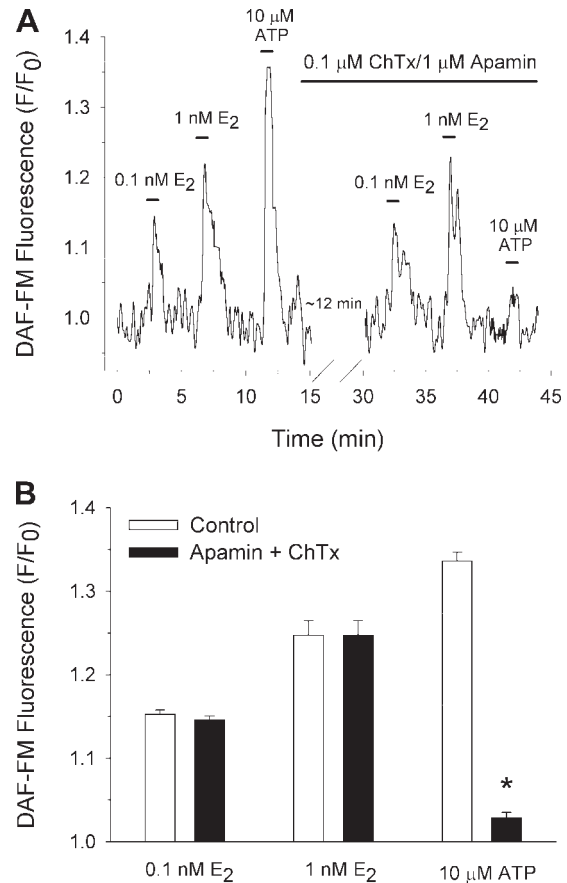 A
DAF-FM Fluorescence (F/F0)
1.4
1.3
1.2
1.1
1.0
0.1 nM E2
1 nM E2
10 µM
ATP
0.1 µM ChTx/1 µM Apamin
0.1 nM E2
1 nM E2
10 µM
ATP
~12 min
0 5 10 15 30 35 40 45
Time (min)
B
DAF-FM Fluorescence (F/F0)
1.4
1.3
1.2
1.1
1.0
Control
Apamin + ChTx
*
0.1 nM E2 1 nM E2 10 µM ATP